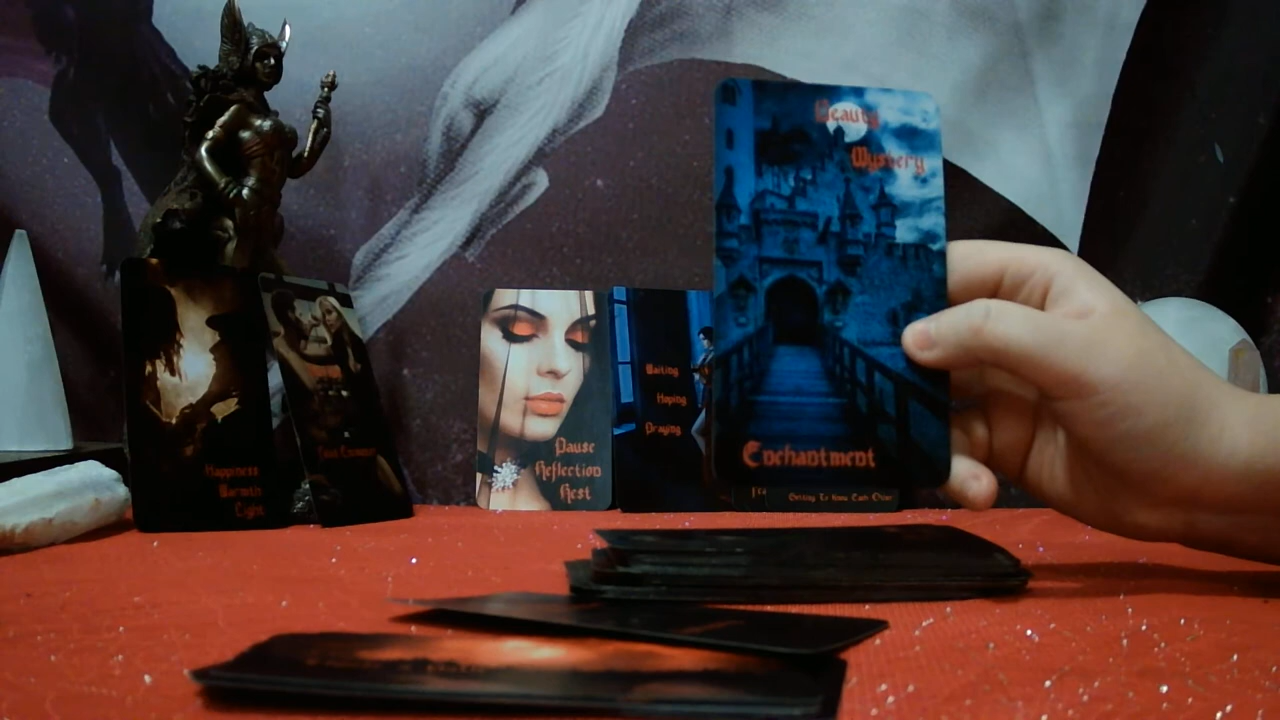 Beauty
Mystery
Enchantment
Happiness
Warmth
Light
Pause
Reflection
Rest
Waiting
Hoping
Praying
Getting To Know Each Other